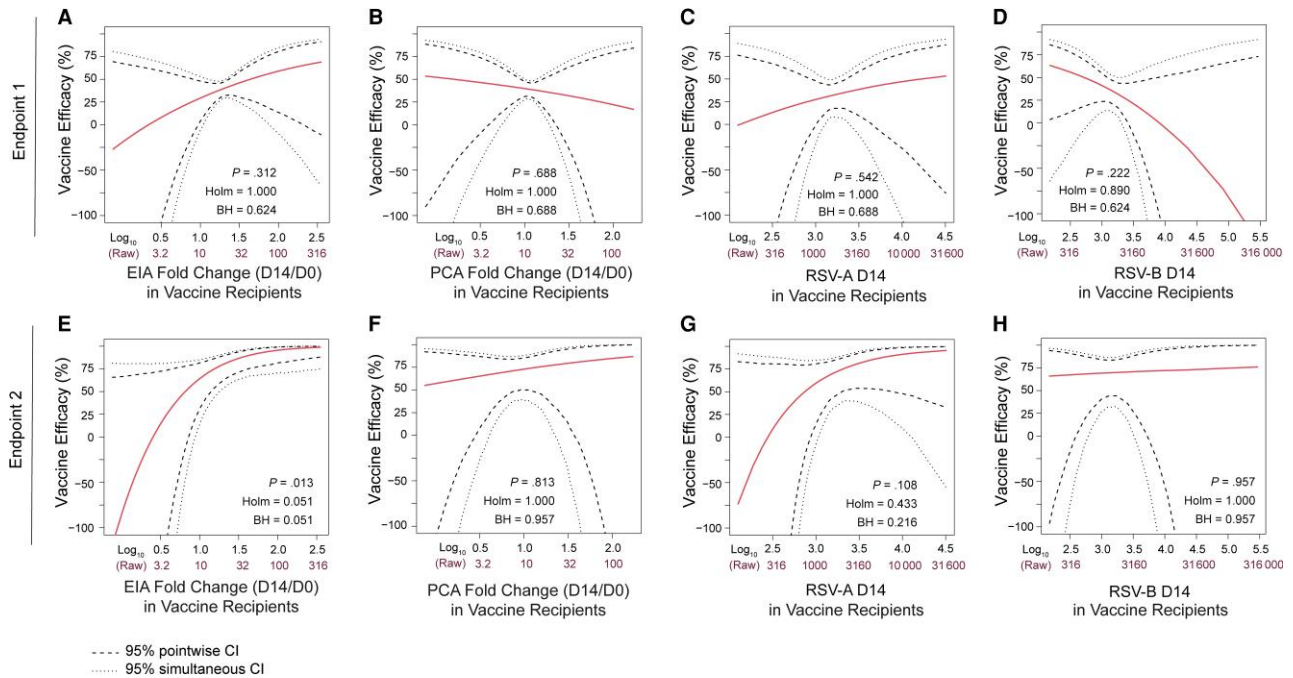 A
B
C
D
Endpoint 1
Vaccine Efficacy (%)
75
50
25
0
−50
−100
P = .312
Holm = 1.000
BH = 0.624
Log10 0.5 1.0 1.5 2.0 2.5
(Raw) 3.2 10 32 100 316
EIA Fold Change (D14/D0)
in Vaccine Recipients
Vaccine Efficacy (%)
75
50
25
0
−50
−100
P = .688
Holm = 1.000
BH = 0.688
Log10 0.5 1.0 1.5 2.0
(Raw) 3.2 10 32 100
PCA Fold Change (D14/D0)
in Vaccine Recipients
Vaccine Efficacy (%)
75
50
25
0
−50
−100
P = .542
Holm = 1.000
BH = 0.688
Log10 2.5 3.0 3.5 4.0 4.5
(Raw) 316 1000 3160 10 000 31 600
RSV-A D14
in Vaccine Recipients
Vaccine Efficacy (%)
75
50
25
0
−50
−100
P = .222
Holm = 0.890
BH = 0.624
Log10 2.5 3.0 3.5 4.0 4.5 5.0 5.5
(Raw) 316 3160 31 600 316 000
RSV-B D14
in Vaccine Recipients
E
F
G
H
Endpoint 2
Vaccine Efficacy (%)
75
50
25
0
−50
−100
P = .013
Holm = 0.051
BH = 0.051
Log10 0.5 1.0 1.5 2.0 2.5
(Raw) 3.2 10 32 100 316
EIA Fold Change (D14/D0)
in Vaccine Recipients
Vaccine Efficacy (%)
75
50
25
0
−50
−100
P = .813
Holm = 1.000
BH = 0.957
Log10 0.5 1.0 1.5 2.0
(Raw) 3.2 10 32 100
PCA Fold Change (D14/D0)
in Vaccine Recipients
Vaccine Efficacy (%)
75
50
25
0
−50
−100
P = .108
Holm = 0.433
BH = 0.216
Log10 2.5 3.0 3.5 4.0 4.5
(Raw) 316 1000 3160 10 000 31 600
RSV-A D14
in Vaccine Recipients
Vaccine Efficacy (%)
75
50
25
0
−50
−100
P = .957
Holm = 1.000
BH = 0.957
Log10 2.5 3.0 3.5 4.0 4.5 5.0 5.5
(Raw) 316 3160 31 600 316 000
RSV-B D14
in Vaccine Recipients
95% pointwise CI
95% simultaneous CI